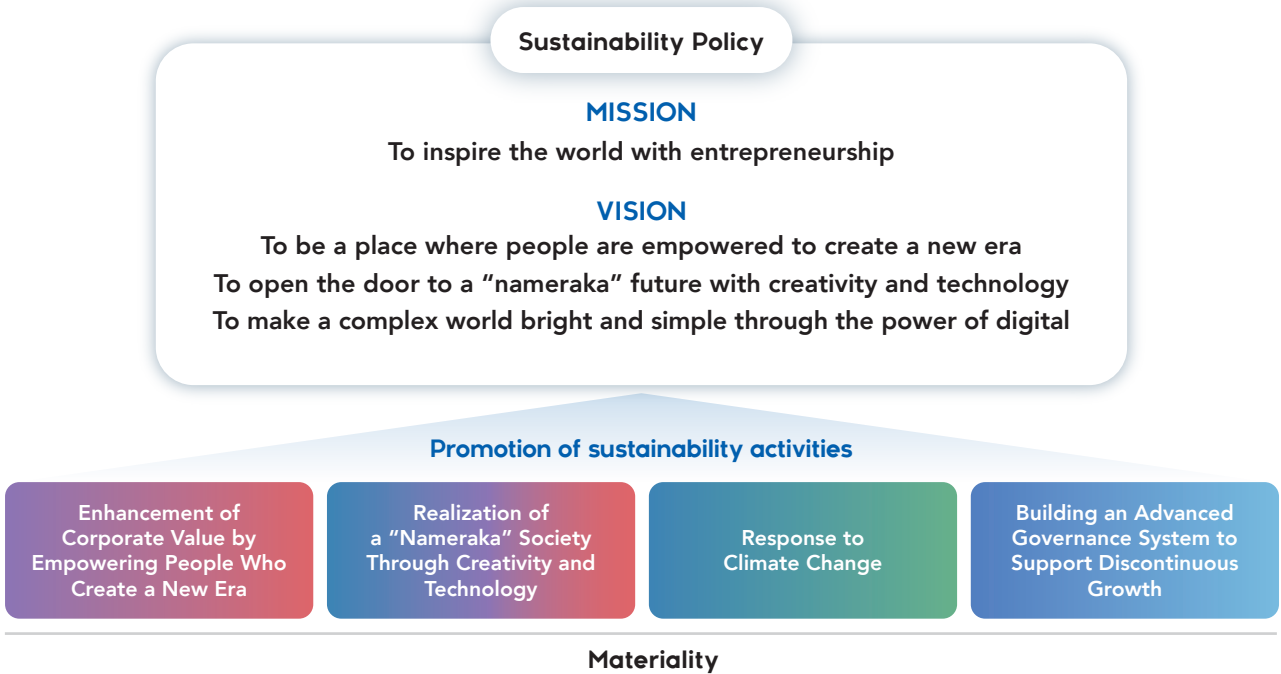 Sustainability Policy
MISSION
To inspire the world with entrepreneurship
VISION
To be a place where people are empowered to create a new era
To open the door to a “nameraka” future with creativity and technology
To make a complex world bright and simple through the power of digital
Promotion of sustainability activities
Enhancement of
Corporate Value by
Empowering People Who
Create a New Era
Realization of
a “Nameraka” Society
Through Creativity and
Technology
Response to
Climate Change
Building an Advanced
Governance System to
Support Discontinuous
Growth
Materiality